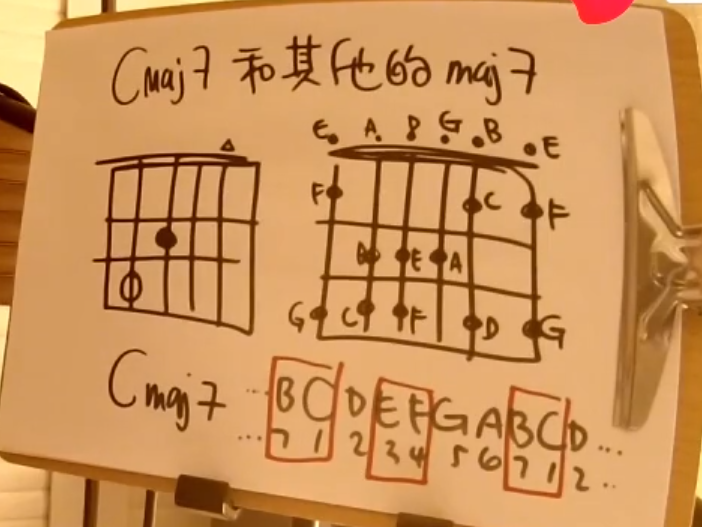 Cmaj7 和其他的 maj7
E A B G B E
F C F
B E A
G C F D G
Cmaj7 ... B C D E F G A B C D ...
... 7 1 2 3 4 5 6 7 1 2 ..